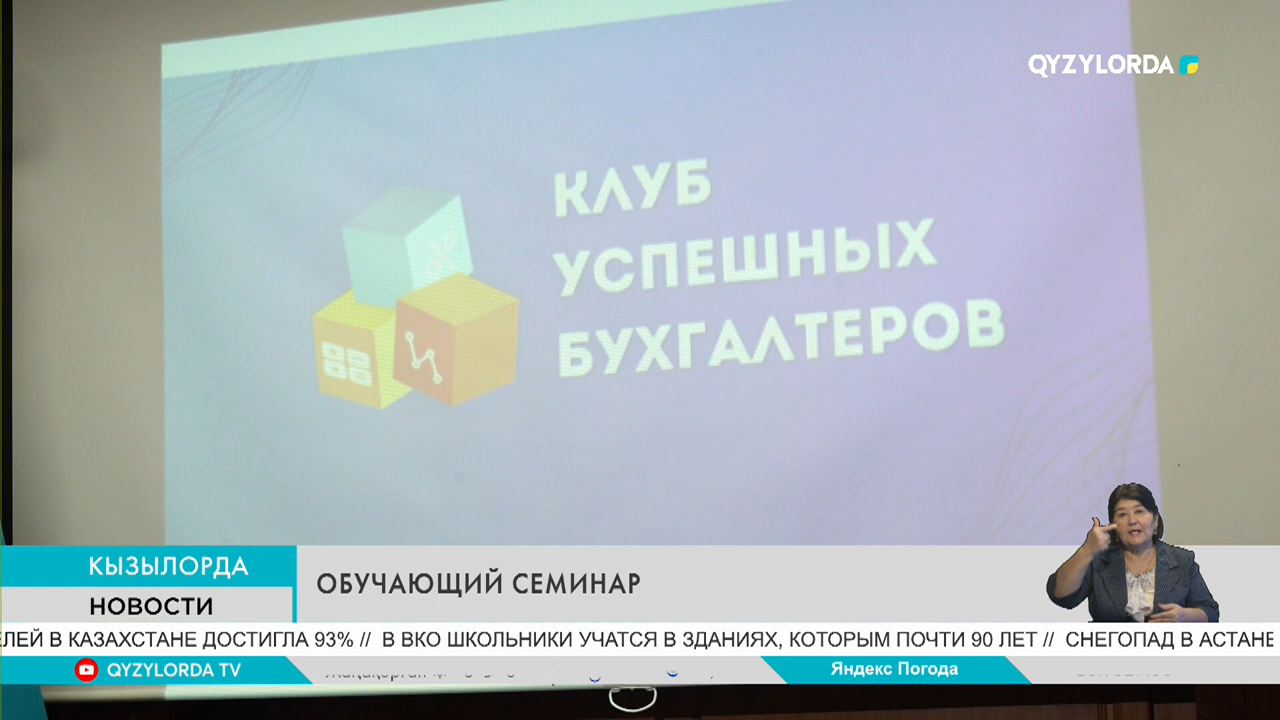 QYZYLORDA
КЛУБ
УСПЕШНЫХ
БУХГАЛТЕРОВ
КЫЗЫЛОРДА
НОВОСТИ
ОБУЧАЮЩИЙ СЕМИНАР
В КАЗАХСТАНЕ ДОСТИГЛА 93% // В ВКО ШКОЛЬНИКИ УЧАТСЯ В ЗДАНИЯХ, КОТОРЫМ ПОЧТИ 90 ЛЕТ // СНЕГОПАД В АСТАНЕ
QYZYLORDA TV
Яндекс Погода